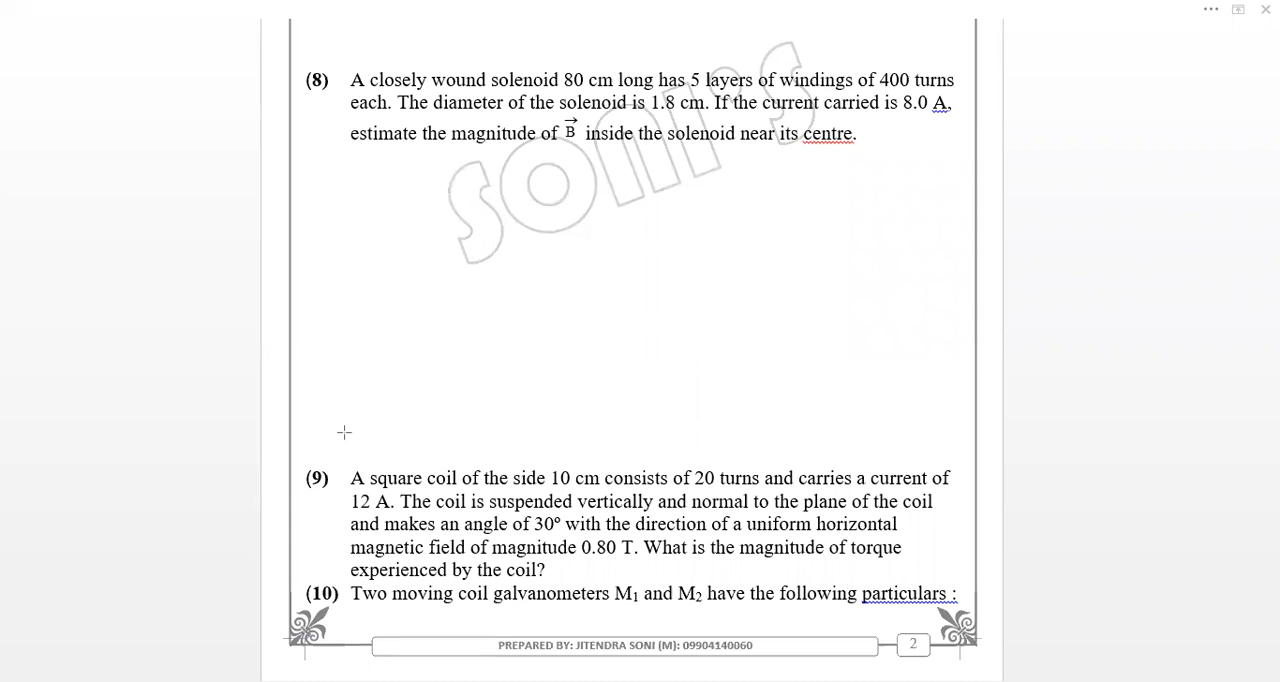 (8) A closely wound solenoid 80 cm long has 5 layers of windings of 400 turns
each. The diameter of the solenoid is 1.8 cm. If the current carried is 8.0 A,
estimate the magnitude of B⃗ inside the solenoid near its centre.
SONI'S
(9) A square coil of the side 10 cm consists of 20 turns and carries a current of
12 A. The coil is suspended vertically and normal to the plane of the coil
and makes an angle of 30° with the direction of a uniform horizontal
magnetic field of magnitude 0.80 T. What is the magnitude of torque
experienced by the coil?
(10) Two moving coil galvanometers M₁ and M₂ have the following particulars :
PREPARED BY: JITENDRA SONI (M): 09904140060
2